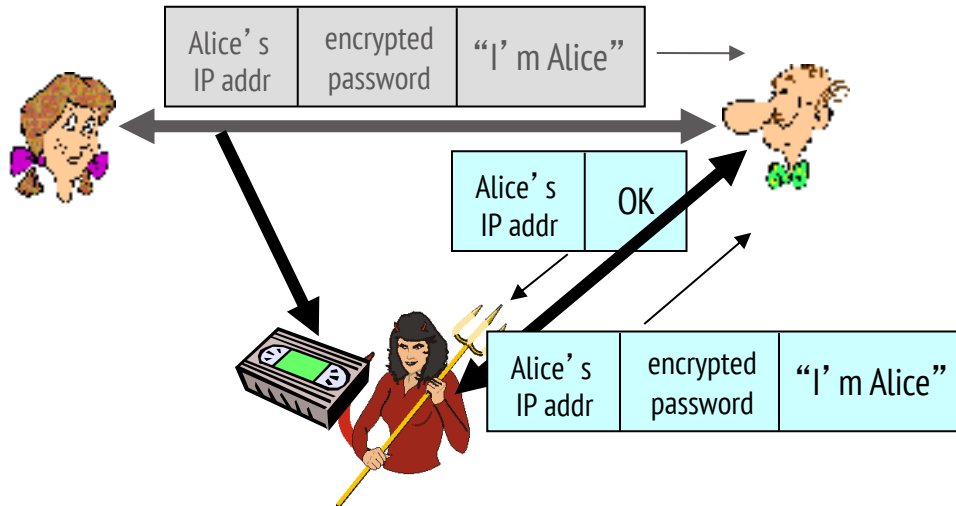 Alice’s
IP addr
encrypted
password
“I’m Alice”
Alice’s
IP addr
OK
Alice’s
IP addr
encrypted
password
“I’m Alice”